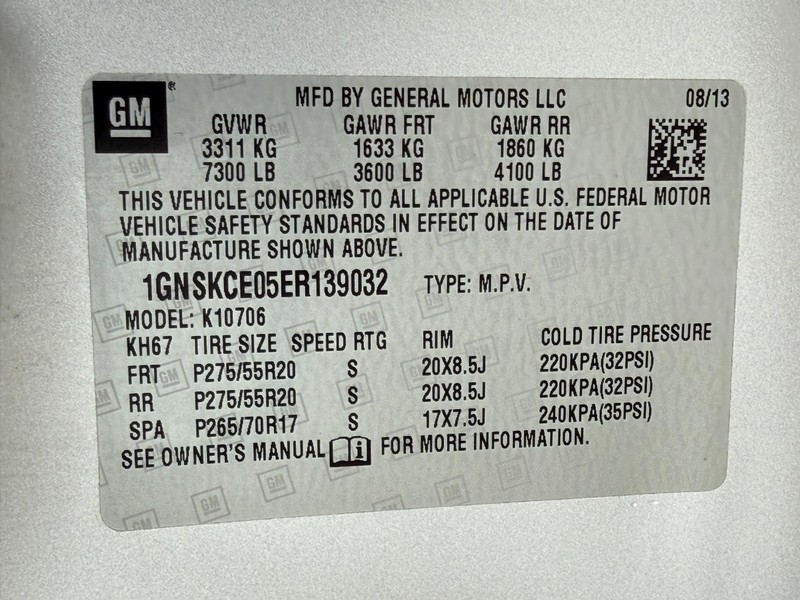 GM®
MFD BY GENERAL MOTORS LLC 08/13
GVWR GAWR FRT GAWR RR
3311 KG 1633 KG 1860 KG
7300 LB 3600 LB 4100 LB
THIS VEHICLE CONFORMS TO ALL APPLICABLE U.S. FEDERAL MOTOR
VEHICLE SAFETY STANDARDS IN EFFECT ON THE DATE OF
MANUFACTURE SHOWN ABOVE.
1GNSKCE05ER139032 TYPE: M.P.V.
MODEL: K10706
KH67 TIRE SIZE SPEED RTG RIM COLD TIRE PRESSURE
FRT P275/55R20 S 20X8.5J 220KPA(32PSI)
RR P275/55R20 S 20X8.5J 220KPA(32PSI)
SPA P265/70R17 S 17X7.5J 240KPA(35PSI)
SEE OWNER'S MANUAL i FOR MORE INFORMATION.